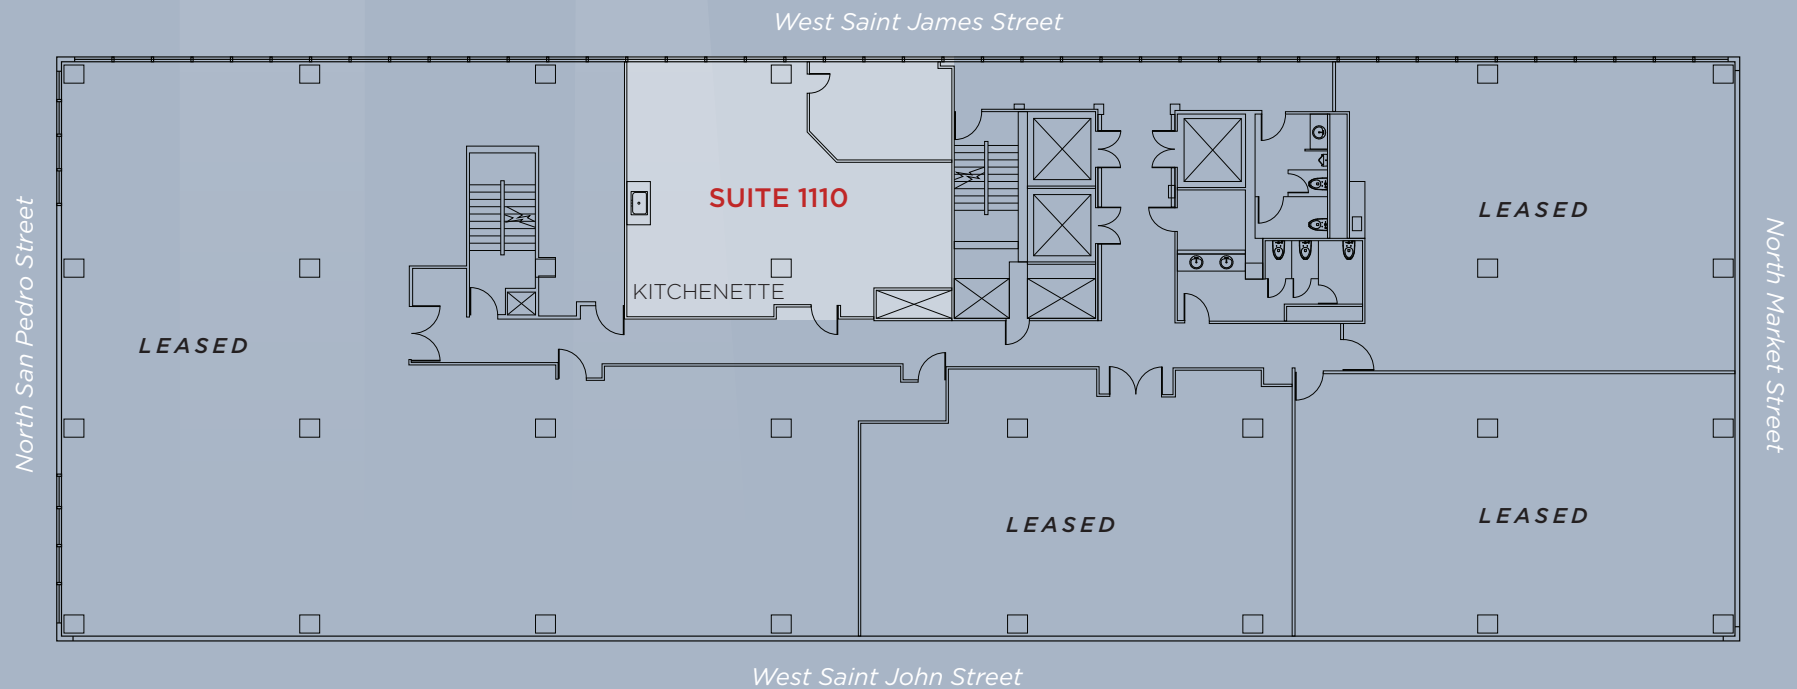 West Saint James Street
North San Pedro Street
SUITE 1110
KITCHENETTE
LEASED
LEASED
LEASED
LEASED
North Market Street
West Saint John Street